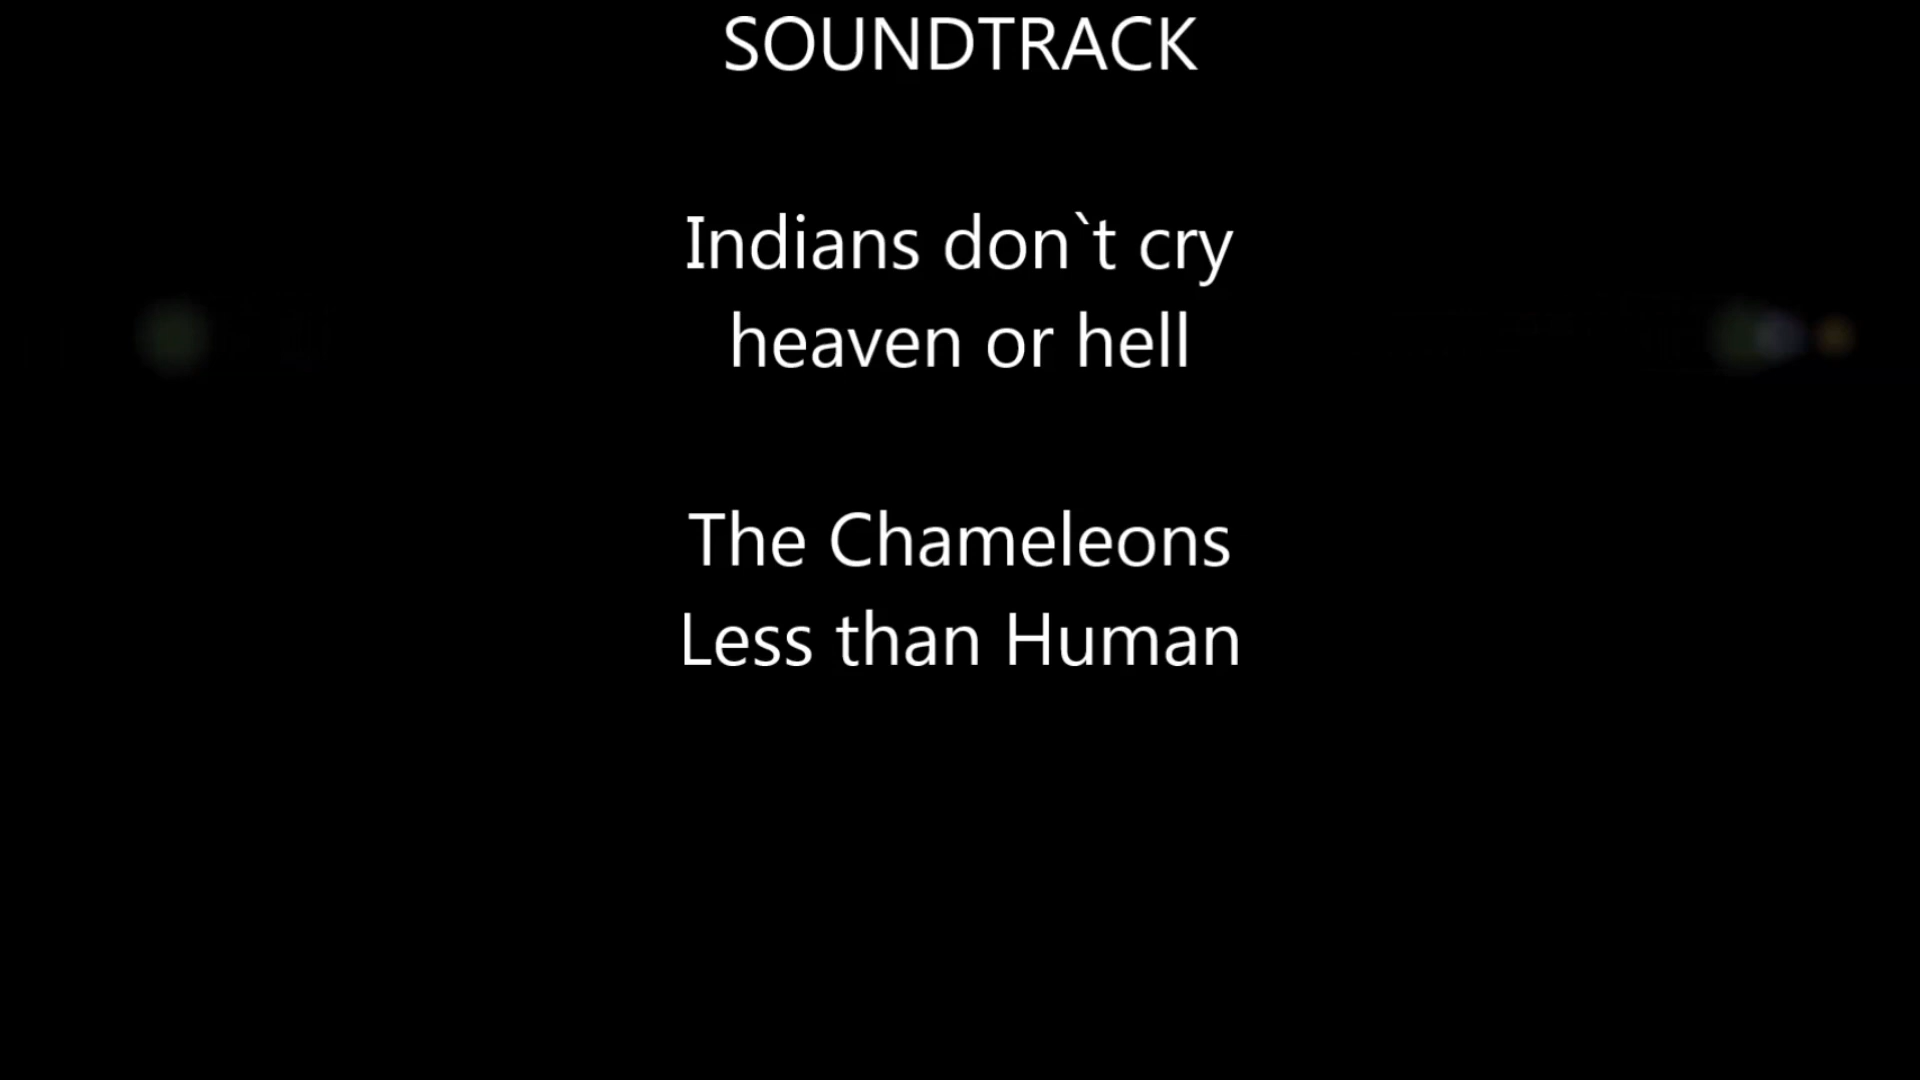 SOUNDTRACK
Indians don`t cry
heaven or hell
The Chameleons
Less than Human